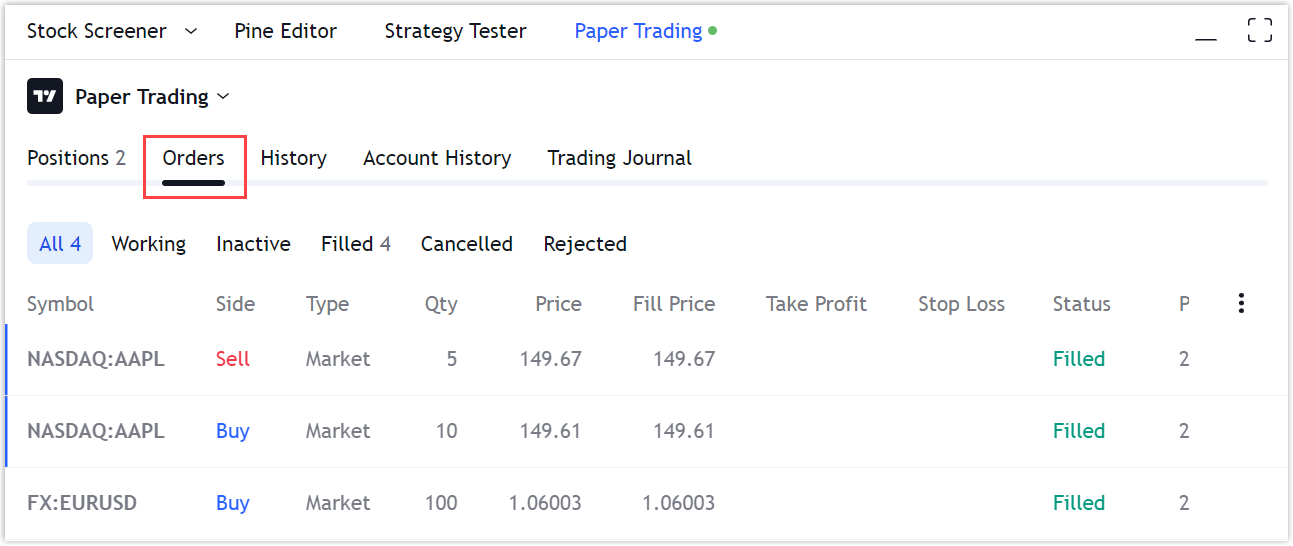 Stock Screener Pine Editor Strategy Tester Paper Trading
Paper Trading
Positions 2 Orders History Account History Trading Journal
All 4 Working Inactive Filled 4 Cancelled Rejected
Symbol Side Type Qty Price Fill Price Take Profit Stop Loss Status P
NASDAQ:AAPL Sell Market 5 149.67 149.67 Filled 2
NASDAQ:AAPL Buy Market 10 149.61 149.61 Filled 2
FX:EURUSD Buy Market 100 1.06003 1.06003 Filled 2